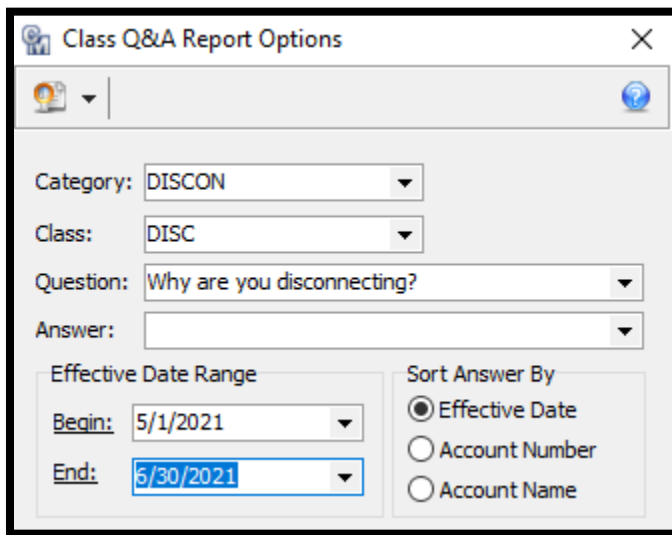 Class Q&A Report Options
Category: DISCON
Class: DISC
Question: Why are you disconnecting?
Answer:
Effective Date Range
Begin: 5/1/2021
End: 6/30/2021
Sort Answer By
Effective Date
Account Number
Account Name